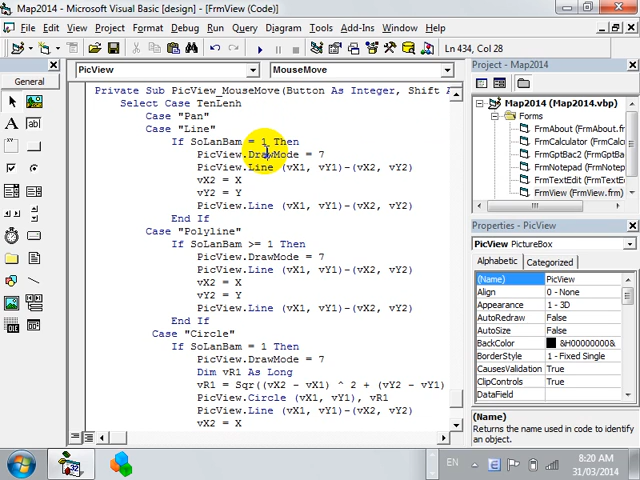 Map2014 - Microsoft Visual Basic [design] - [FrmView (Code)]
File Edit View Project Format Debug Run Query Diagram Tools Add-Ins Window Help
Ln 434, Col 28
General
PicView
MouseMove
Private Sub PicView_MouseMove(Button As Integer, Shift A
Select Case TenLenh
Case "Pan"
Case "Line"
If SoLanBam = 1 Then
PicView.DrawMode = 7
PicView.Line (vX1, vY1)-(vX2, vY2)
vX2 = X
vY2 = Y
PicView.Line (vX1, vY1)-(vX2, vY2)
End If
Case "Polyline"
If SoLanBam >= 1 Then
PicView.DrawMode = 7
PicView.Line (vX1, vY1)-(vX2, vY2)
vX2 = X
vY2 = Y
PicView.Line (vX1, vY1)-(vX2, vY2)
End If
Case "Circle"
If SoLanBam = 1 Then
PicView.DrawMode = 7
Dim vR1 As Long
vR1 = Sqr((vX2 - vX1) ^ 2 + (vY2 - vY1)
PicView.Circle (vX1, vY1), vR1
PicView.Line (vX1, vY1)-(vX2, vY2)
vX2 = X
Project - Map2014
Map2014 (Map2014.vbp)
Forms
FrmAbout (FrmAbout.f
FrmCalculator (FrmCal
FrmGptBac2 (FrmGptB
FrmNotepad (FrmNote
FrmTextEdit (FrmTextE
FrmView (FrmView.frm)
Properties - PicView
PicView PictureBox
Alphabetic Categorized
(Name) PicView
Align 0 - None
Appearance 1 - 3D
AutoRedraw False
AutoSize False
BackColor &H00000000&
BorderStyle 1 - Fixed Single
CausesValidation True
ClipControls True
DataField
(Name)
Returns the name used in code to identify an object.
EN
8:20 AM
31/03/2014